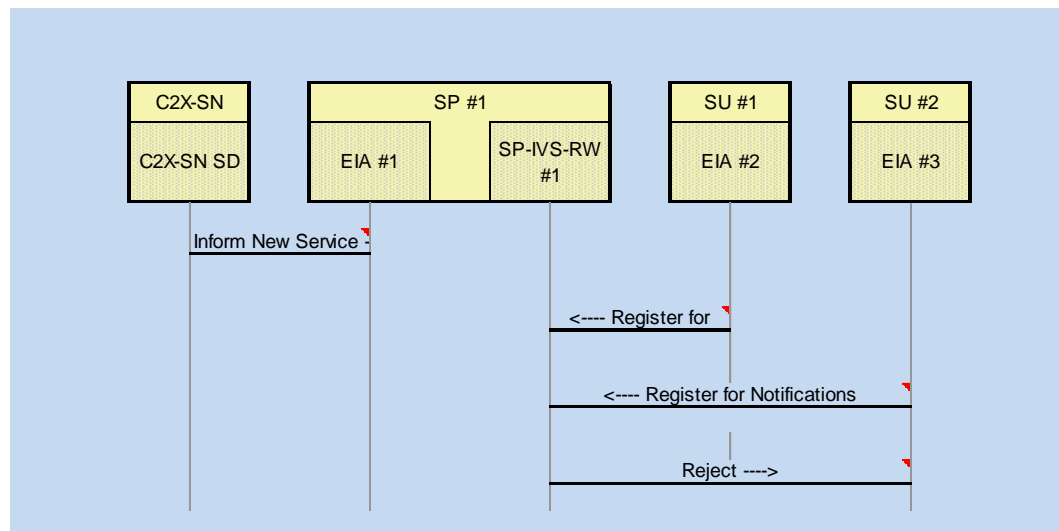 C2X-SN
SP #1
SU #1
SU #2
C2X-SN SD
EIA #1
SP-IVS-RW
#1
EIA #2
EIA #3
Inform New Service -
<---- Register for
<---- Register for Notifications
Reject ---->